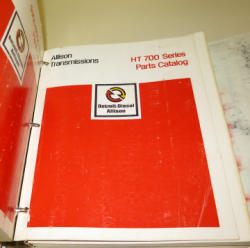 Allison
Transmissions
HT 700 Series
Parts Catalog
Detroit Diesel
Allison